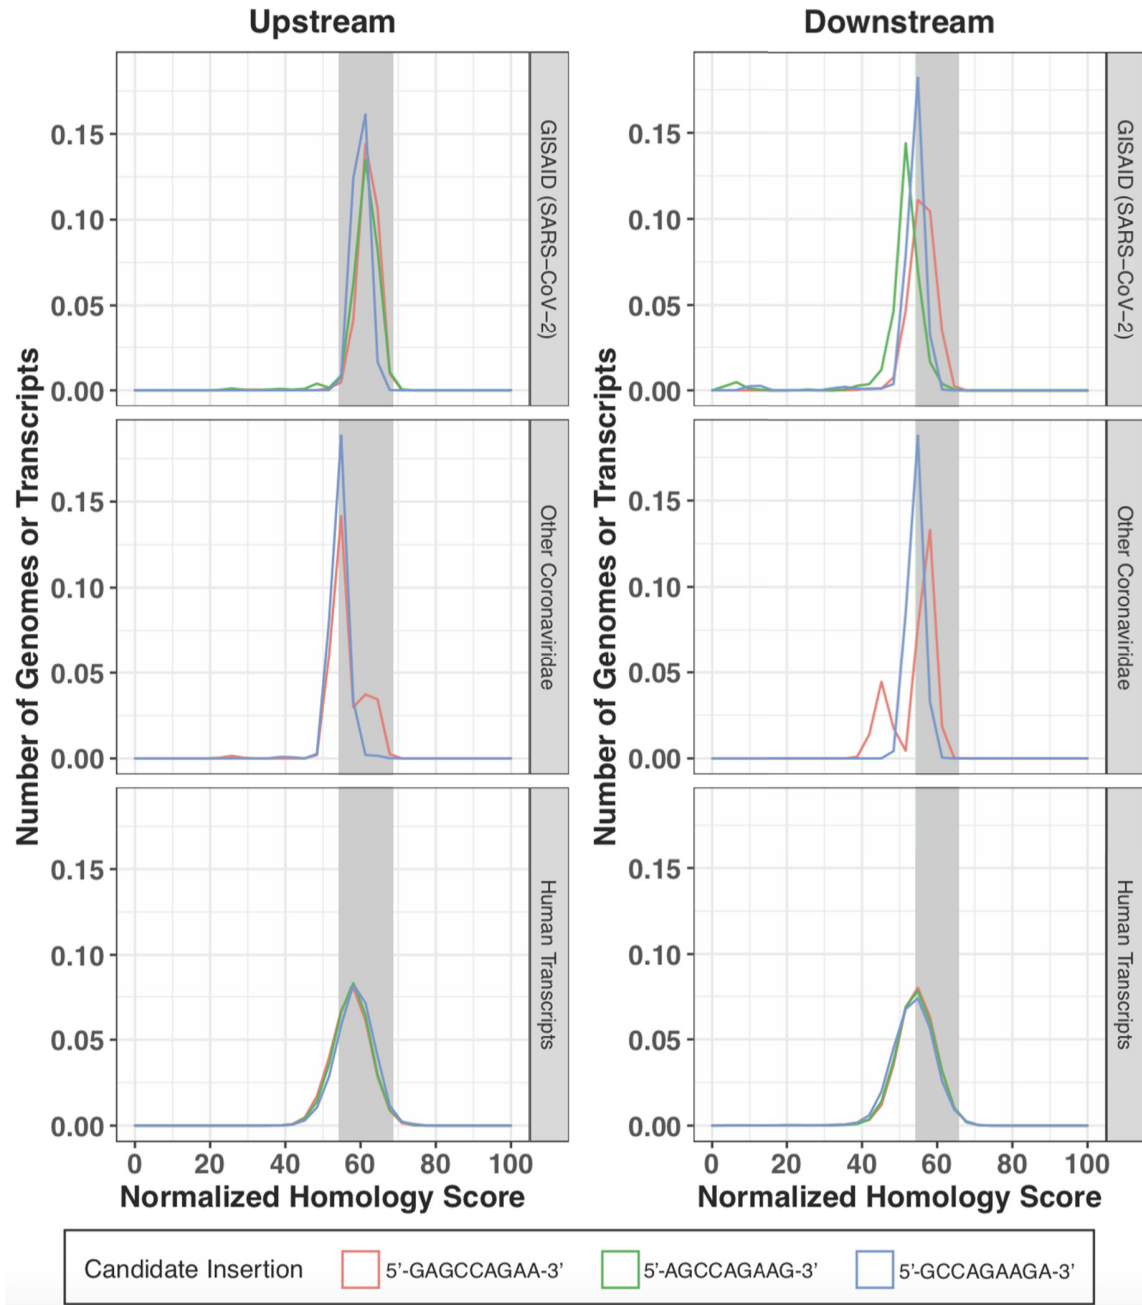 Upstream
Downstream
Number of Genomes or Transcripts
0.15
0.10
0.05
0.00
GISAID (SARS−CoV−2)
0.15
0.10
0.05
0.00
Other Coronaviridae
0.15
0.10
0.05
0.00
Human Transcripts
0 20 40 60 80 100
Normalized Homology Score
Number of Genomes or Transcripts
0.15
0.10
0.05
0.00
GISAID (SARS−CoV−2)
0.15
0.10
0.05
0.00
Other Coronaviridae
0.15
0.10
0.05
0.00
Human Transcripts
0 20 40 60 80 100
Normalized Homology Score
Candidate Insertion 5'-GAGCCAGAA-3' 5'-AGCCAGAAG-3' 5'-GCCAGAAGA-3'